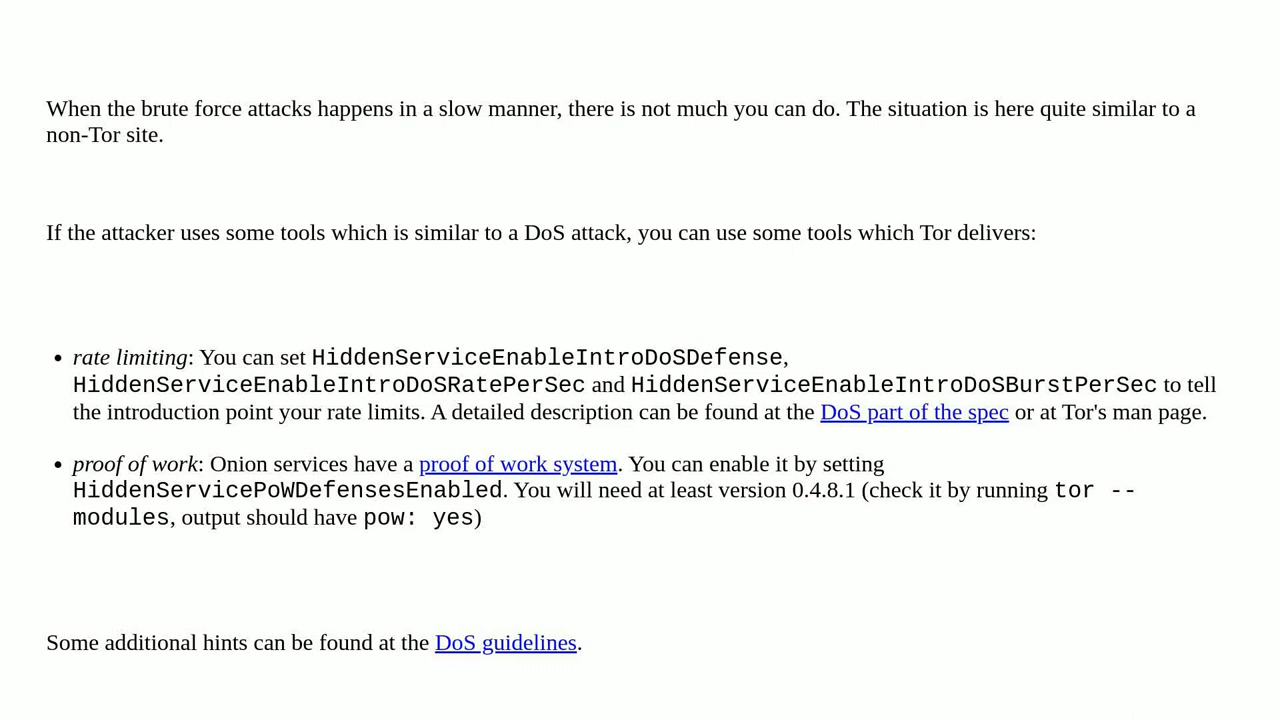 When the brute force attacks happens in a slow manner, there is not much you can do. The situation is here quite similar to a
non-Tor site.
If the attacker uses some tools which is similar to a DoS attack, you can use some tools which Tor delivers:
• rate limiting: You can set HiddenServiceEnableIntroDoSDefense,
HiddenServiceEnableIntroDoSRatePerSec and HiddenServiceEnableIntroDoSBurstPerSec to tell
the introduction point your rate limits. A detailed description can be found at the DoS part of the spec or at Tor's man page.
• proof of work: Onion services have a proof of work system. You can enable it by setting
HiddenServicePoWDefensesEnabled. You will need at least version 0.4.8.1 (check it by running tor --
modules, output should have pow: yes)
Some additional hints can be found at the DoS guidelines.